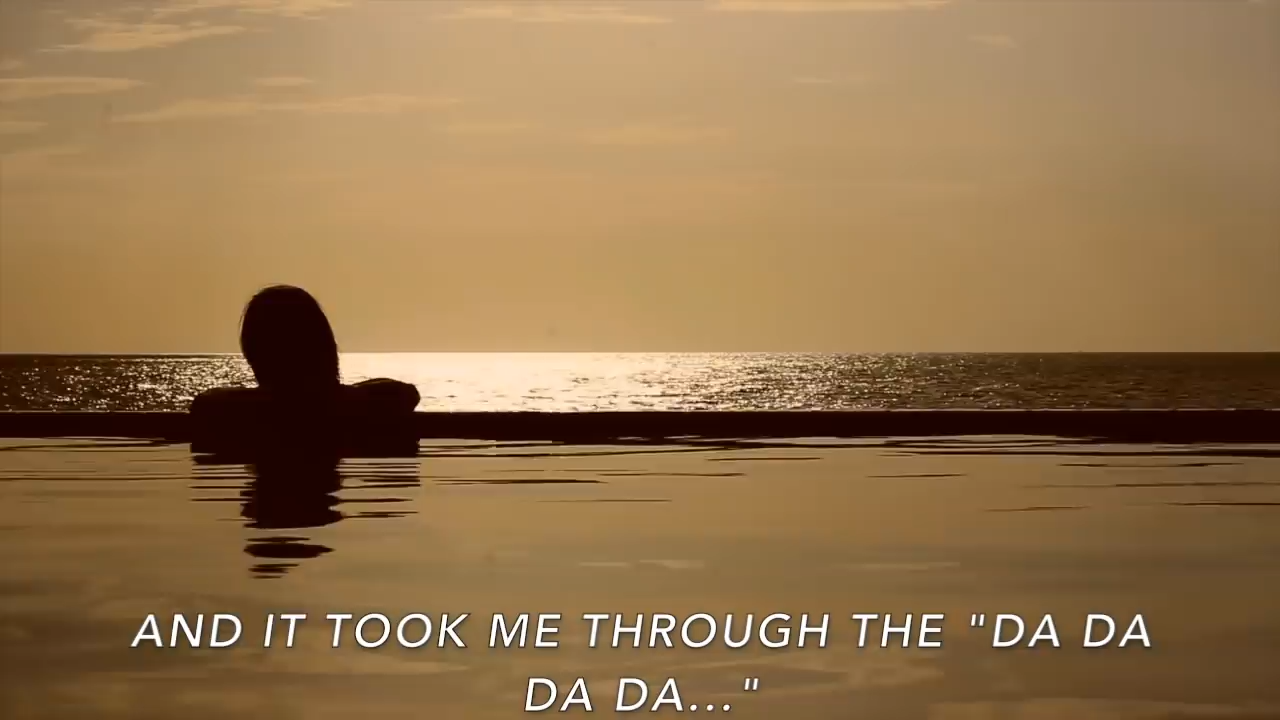 AND IT TOOK ME THROUGH THE "DA DA
DA DA..."